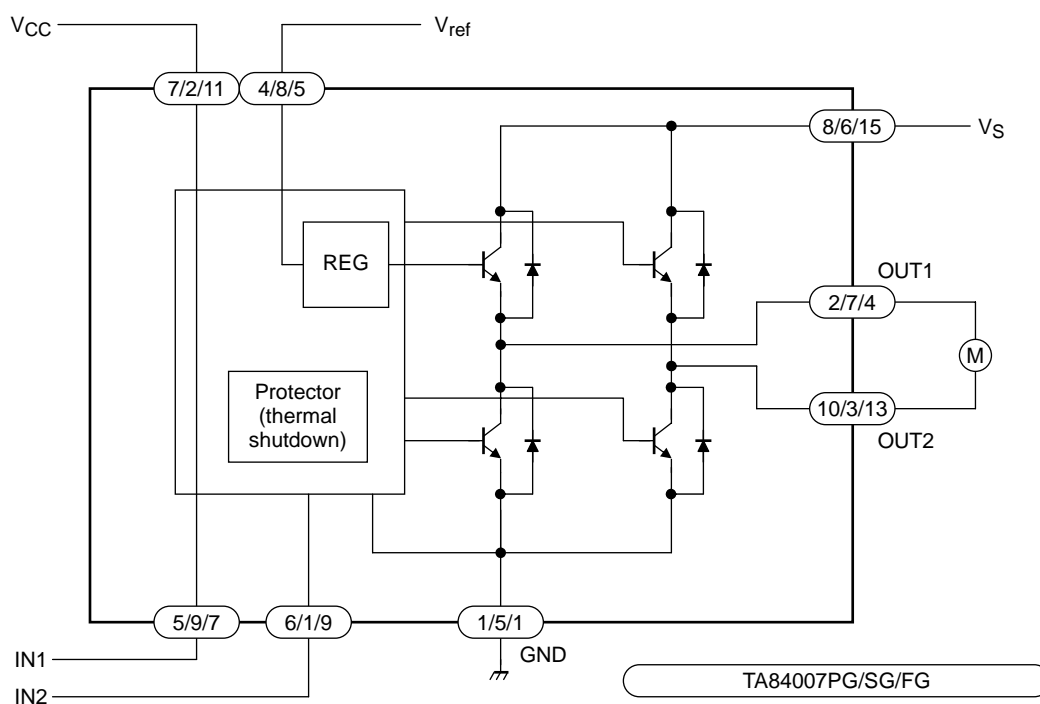 VCC
Vref
7/2/11
4/8/5
8/6/15
VS
REG
OUT1
2/7/4
M
Protector
(thermal
shutdown)
10/3/13
OUT2
5/9/7
6/1/9
1/5/1
GND
IN1
IN2
TA84007PG/SG/FG